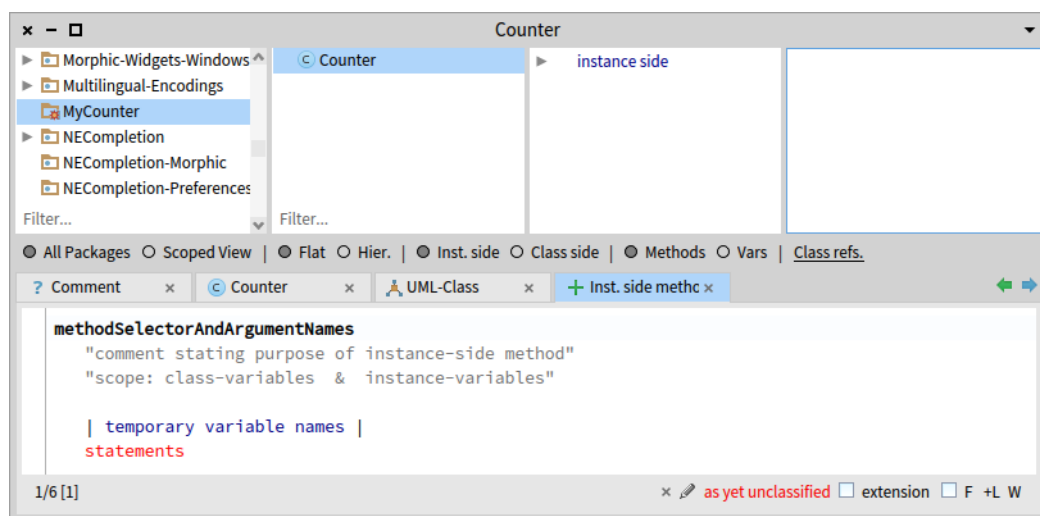 Counter
Morphic-Widgets-Windows
Multilingual-Encodings
MyCounter
NECompletion
NECompletion-Morphic
NECompletion-Preferences
Filter...
Counter
Filter...
instance side
All Packages Scoped View | Flat Hier. | Inst. side Class side | Methods Vars | Class refs.
? Comment × Counter × UML-Class × Inst. side methc ×
methodSelectorAndArgumentNames
"comment stating purpose of instance-side method"
"scope: class-variables & instance-variables"
| temporary variable names |
statements
1/6 [1] × as yet unclassified extension F +L W